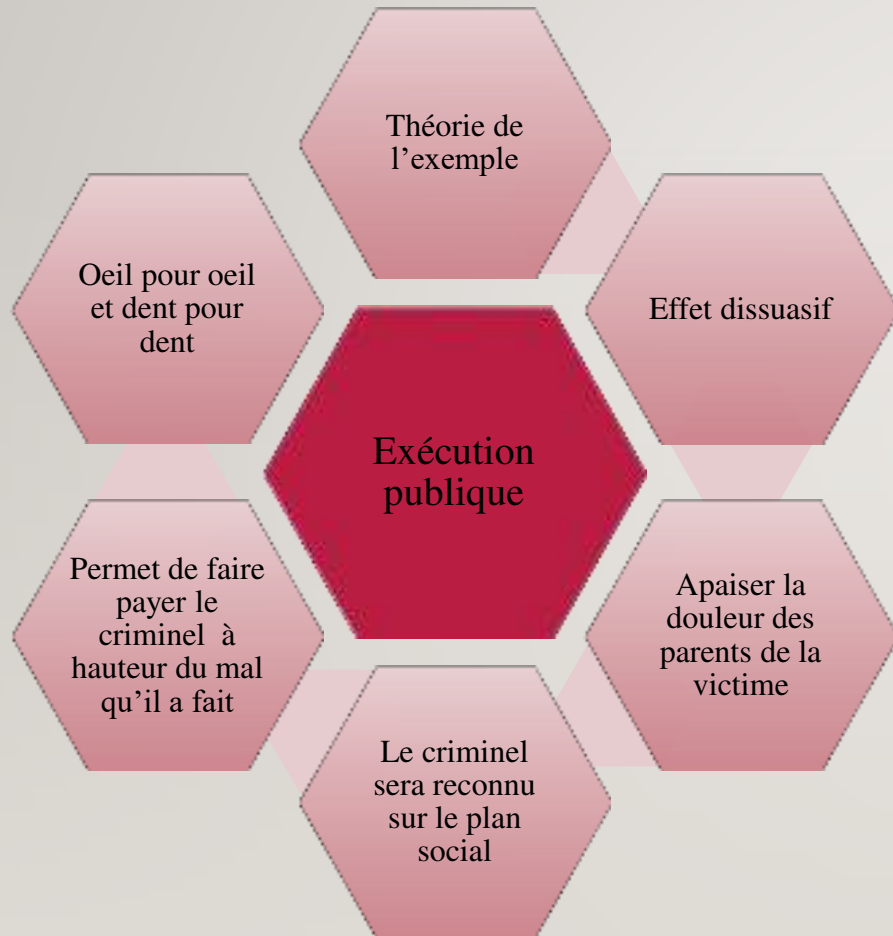 Théorie de
l’exemple
Effet dissuasif
Apaiser la
douleur des
parents de la
victime
Le criminel
sera reconnu
sur le plan
social
Permet de faire
payer le
criminel à
hauteur du mal
qu’il a fait
Oeil pour oeil
et dent pour
dent
Exécution
publique